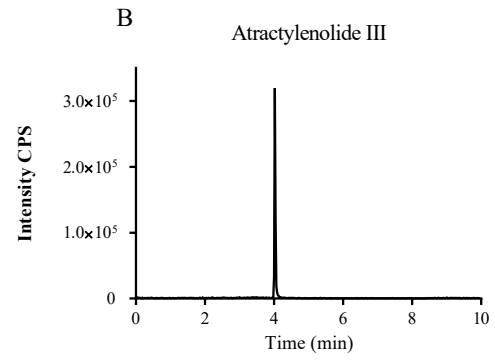 B
Atractylenolide III
Intensity CPS
3.0×10⁵
2.0×10⁵
1.0×10⁵
0
0 2 4 6 8 10
Time (min)